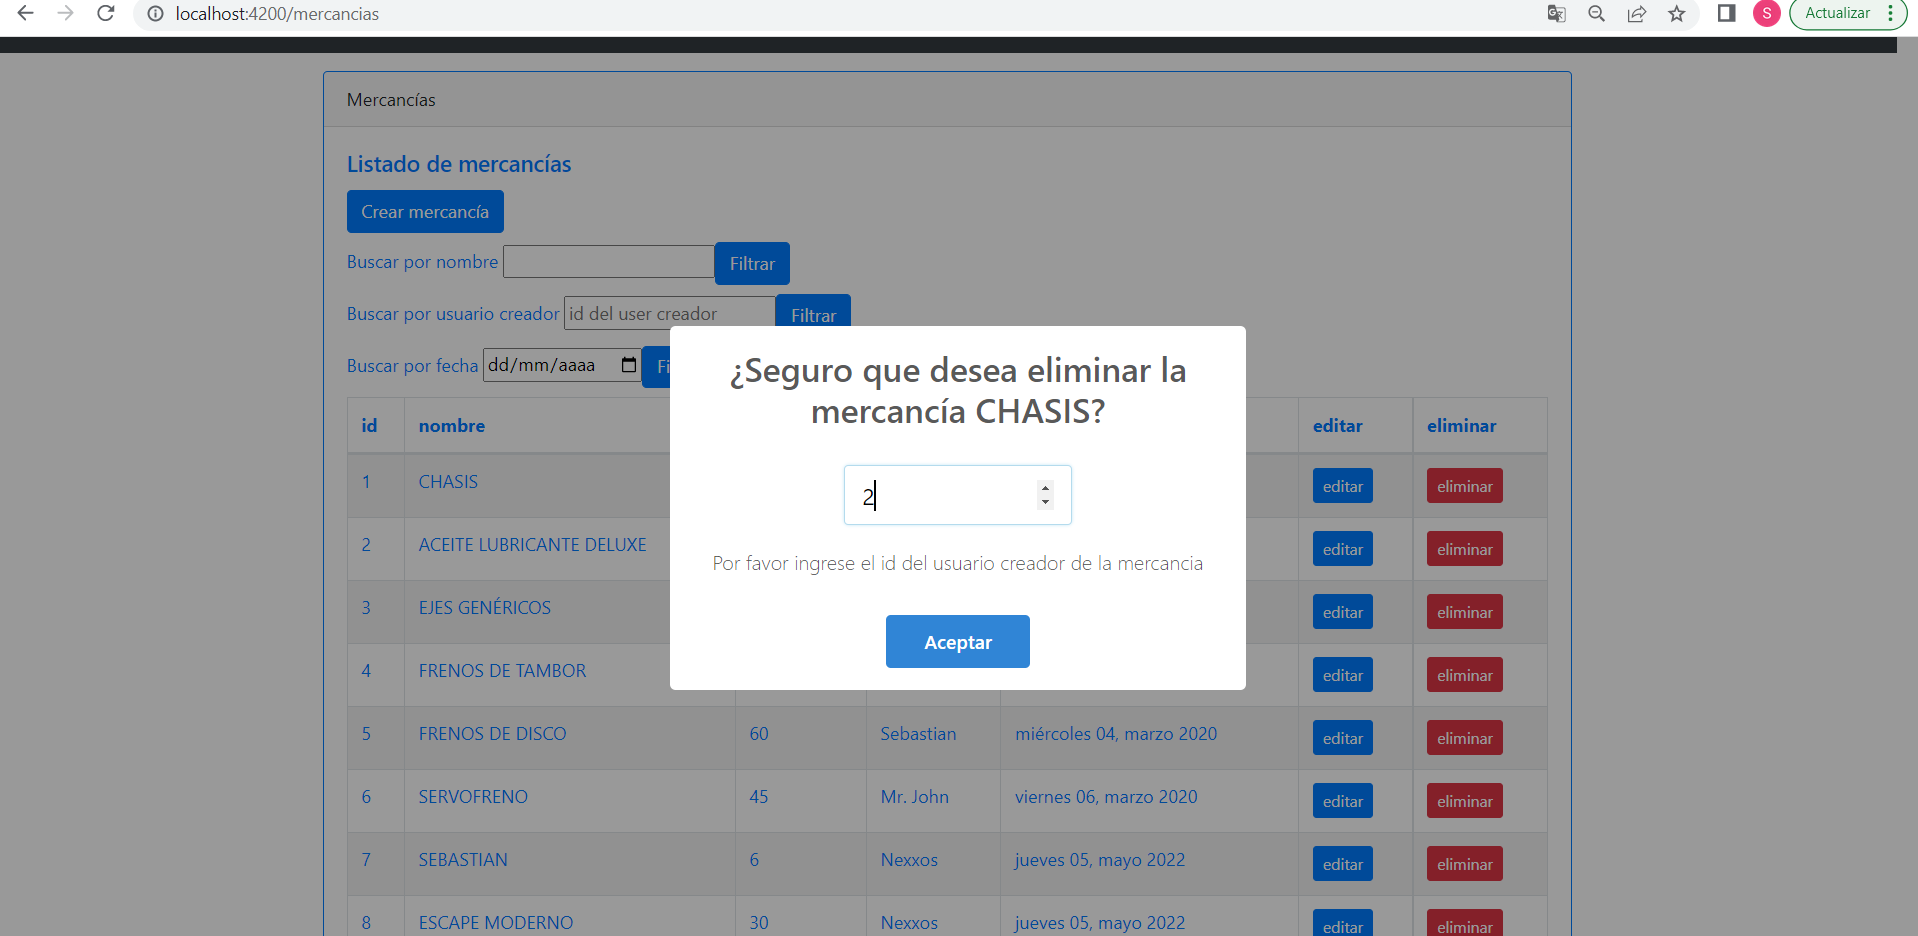 localhost:4200/mercancias
S
Actualizar
Mercancías
Listado de mercancías
Crear mercancía
Buscar por nombre Filtrar
Buscar por usuario creador id del user creador Filtrar
Buscar por fecha dd/mm/aaaa
¿Seguro que desea eliminar la
mercancía CHASIS?
2
Por favor ingrese el id del usuario creador de la mercancia
Aceptar
id nombre editar eliminar
1 CHASIS editar eliminar
2 ACEITE LUBRICANTE DELUXE editar eliminar
3 EJES GENÉRICOS editar eliminar
4 FRENOS DE TAMBOR editar eliminar
5 FRENOS DE DISCO 60 Sebastian miércoles 04, marzo 2020 editar eliminar
6 SERVOFRENO 45 Mr. John viernes 06, marzo 2020 editar eliminar
7 SEBASTIAN 6 Nexxos jueves 05, mayo 2022 editar eliminar
8 ESCAPE MODERNO 30 Nexxos jueves 05, mayo 2022 editar eliminar